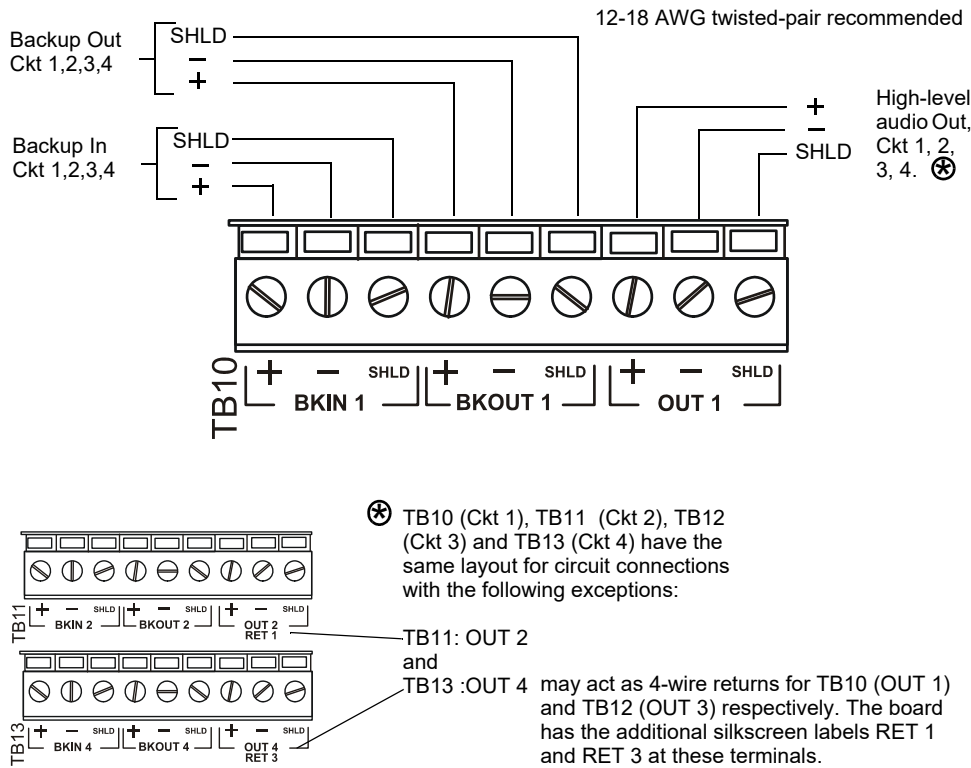 12-18 AWG twisted-pair recommended
Backup Out
Ckt 1,2,3,4
SHLD
−
+
Backup In
Ckt 1,2,3,4
SHLD
−
+
+
−
SHLD
High-level
audio Out,
Ckt 1, 2,
3, 4. ⊛
TB10
+ − SHLD + − SHLD + − SHLD
BKIN 1 BKOUT 1 OUT 1
⊛ TB10 (Ckt 1), TB11 (Ckt 2), TB12
(Ckt 3) and TB13 (Ckt 4) have the
same layout for circuit connections
with the following exceptions:
TB11
+ − SHLD + − SHLD + − SHLD
BKIN 2 BKOUT 2 OUT 2
RET 1
TB11: OUT 2
and
TB13 :OUT 4 may act as 4-wire returns for TB10 (OUT 1)
and TB12 (OUT 3) respectively. The board
has the additional silkscreen labels RET 1
and RET 3 at these terminals.
TB13
+ − SHLD + − SHLD + − SHLD
BKIN 4 BKOUT 4 OUT 4
RET 3